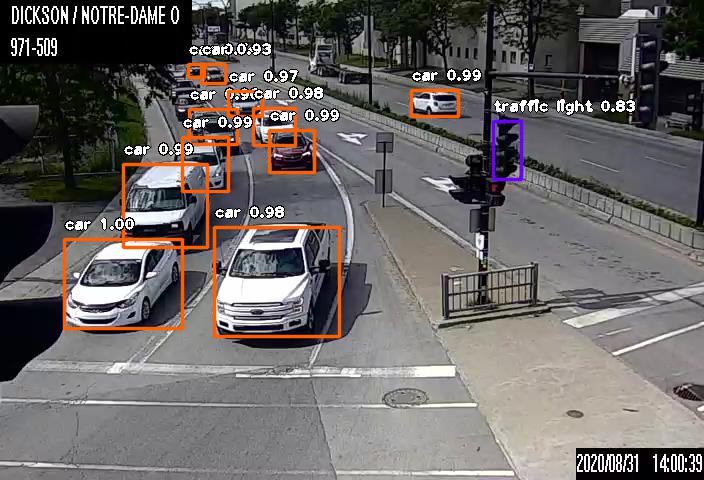 DICKSON / NOTRE-DAME O
971-509
0.93
car 0.97
car 0.99
car 0.98
traffic light 0.83
car 0.99
car 0.99
car 0.99
car 0.98
car 1.00
2020/08/31 14:00:39